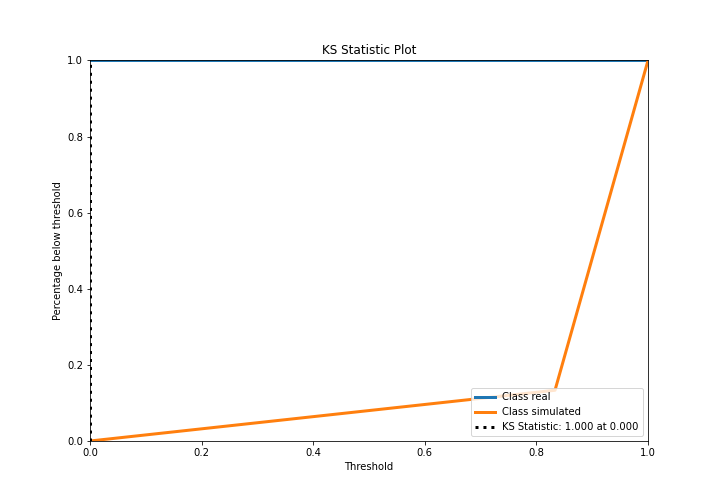 KS Statistic Plot
1.0
0.8
0.6
0.4
0.2
0.0
Percentage below threshold
0.0 0.2 0.4 0.6 0.8 1.0
Threshold
Class real
Class simulated
KS Statistic: 1.000 at 0.000